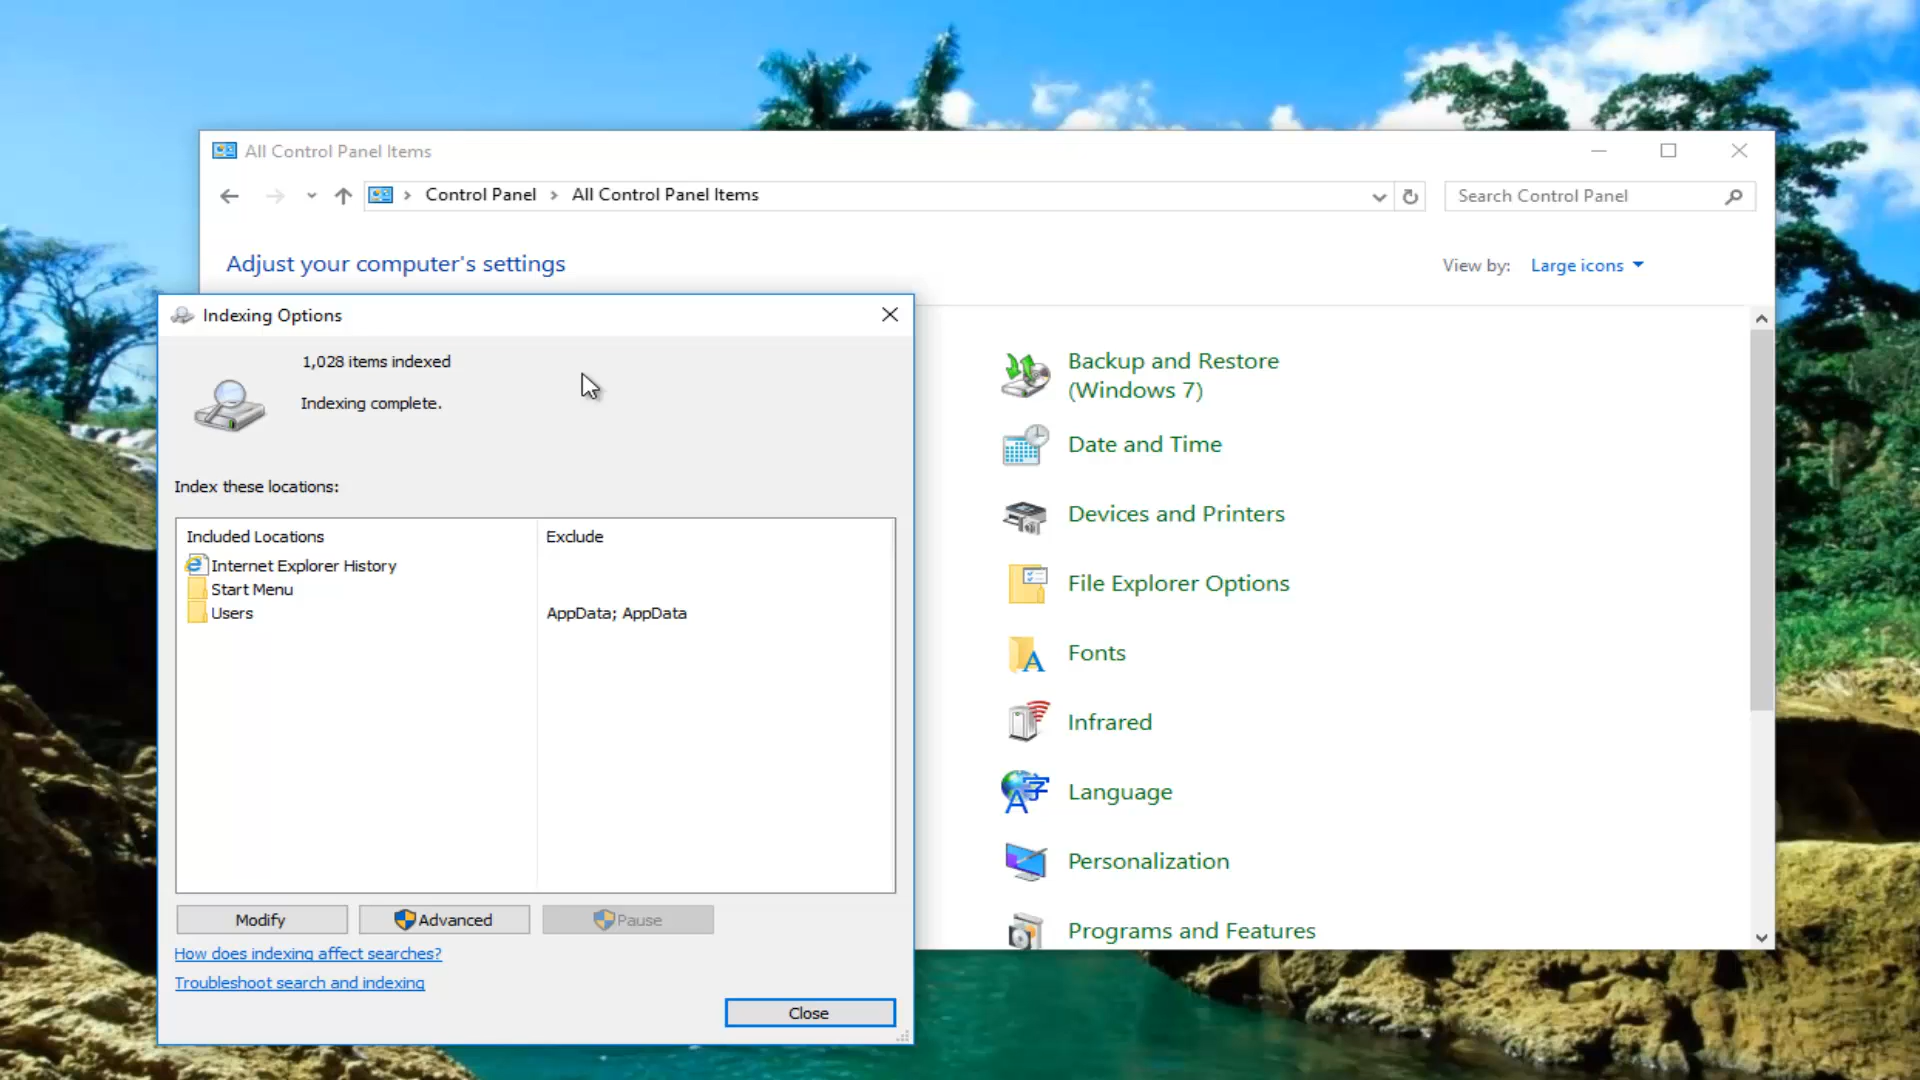 All Control Panel Items
Control Panel > All Control Panel Items
Search Control Panel
Adjust your computer's settings
View by: Large icons
Indexing Options
1,028 items indexed
Indexing complete.
Index these locations:
Included Locations Exclude
Internet Explorer History
Start Menu
Users AppData; AppData
Modify Advanced Pause
How does indexing affect searches?
Troubleshoot search and indexing
Close
Backup and Restore
(Windows 7)
Date and Time
Devices and Printers
File Explorer Options
Fonts
Infrared
Language
Personalization
Programs and Features